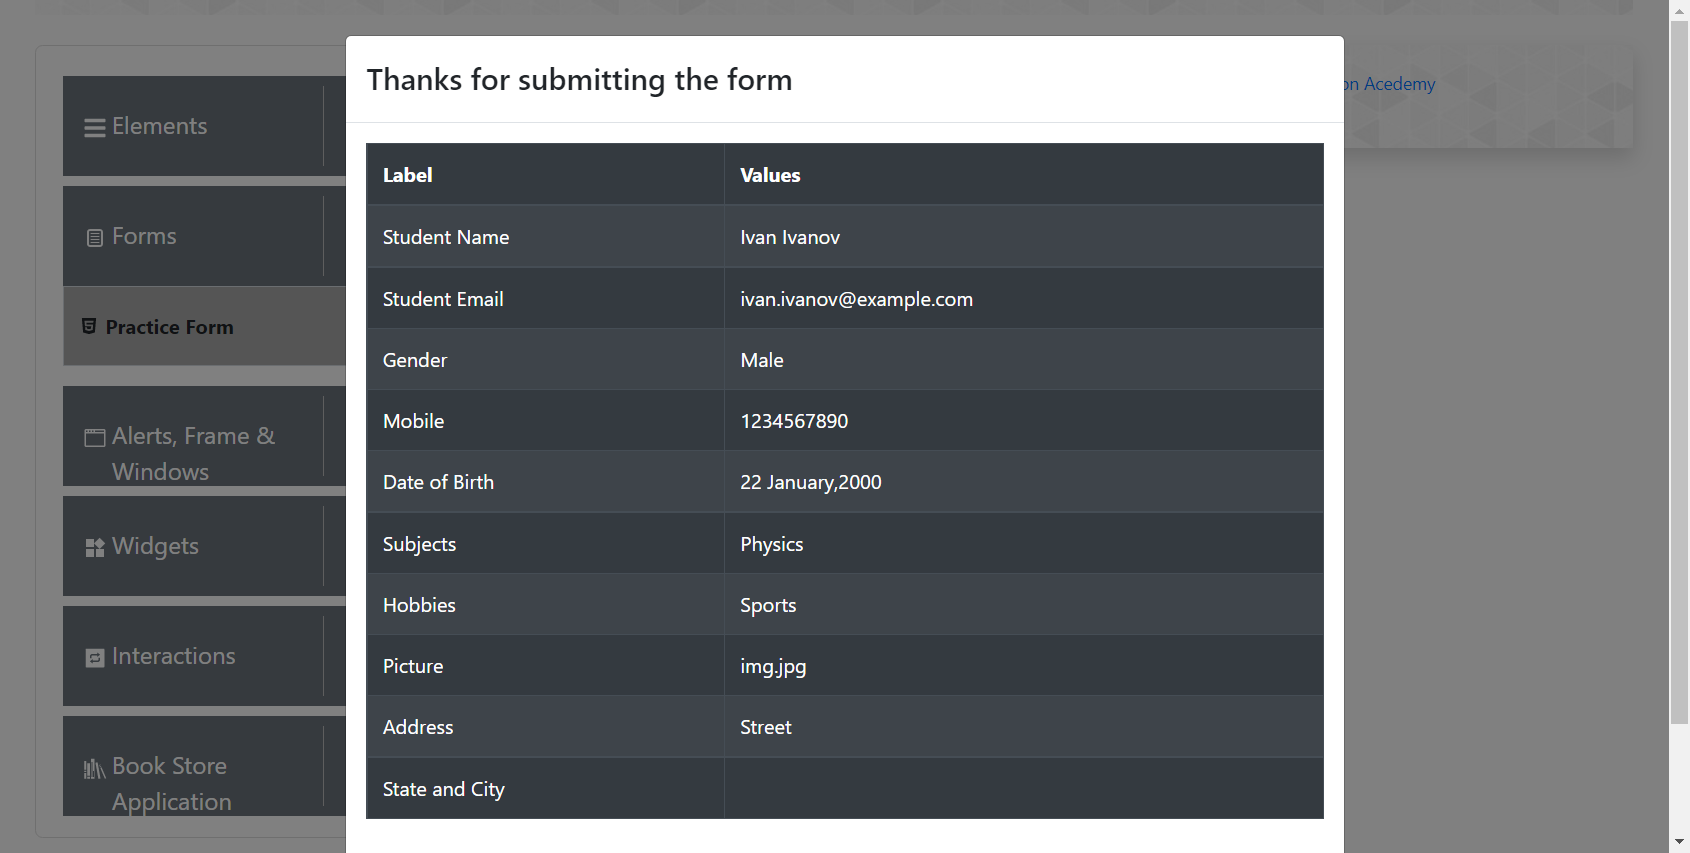 Thanks for submitting the form
on Acedemy
Elements
Forms
Practice Form
Alerts, Frame &
Windows
Widgets
Interactions
Book Store
Application
Label Values
Student Name Ivan Ivanov
Student Email ivan.ivanov@example.com
Gender Male
Mobile 1234567890
Date of Birth 22 January,2000
Subjects Physics
Hobbies Sports
Picture img.jpg
Address Street
State and City